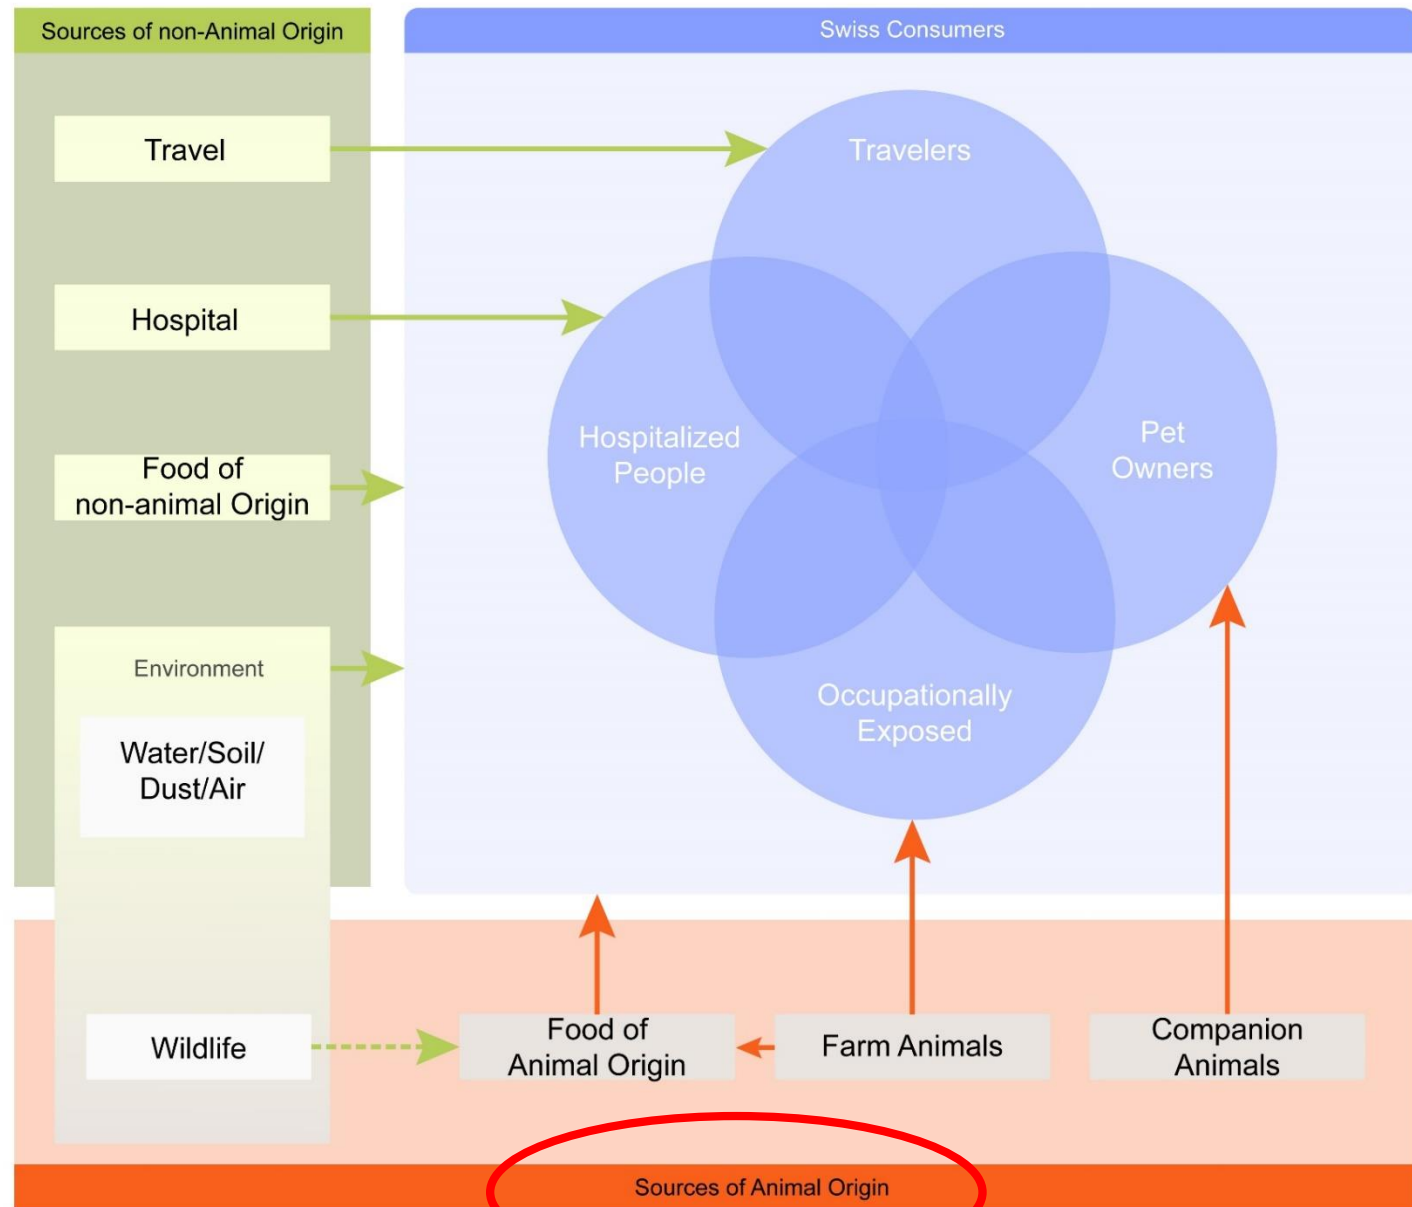 Sources of non-Animal Origin
Swiss Consumers
Travel
Travelers
Hospital
Hospitalized
People
Pet
Owners
Food of
non-animal Origin
Environment
Occupationally
Exposed
Water/Soil/
Dust/Air
Wildlife
Food of
Animal Origin
Farm Animals
Companion
Animals
Sources of Animal Origin